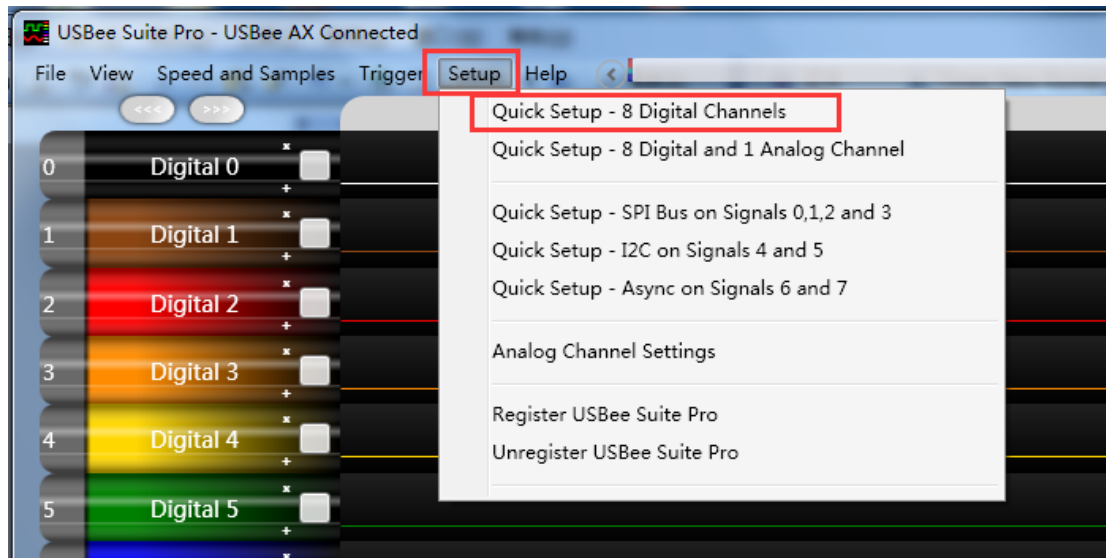 USBee Suite Pro - USBee AX Connected
File View Speed and Samples Trigger Setup Help <
<<< >>>
Quick Setup - 8 Digital Channels
Quick Setup - 8 Digital and 1 Analog Channel
Quick Setup - SPI Bus on Signals 0,1,2 and 3
Quick Setup - I2C on Signals 4 and 5
Quick Setup - Async on Signals 6 and 7
Analog Channel Settings
Register USBee Suite Pro
Unregister USBee Suite Pro
0 Digital 0 x +
1 Digital 1 x +
2 Digital 2 x +
3 Digital 3 x +
4 Digital 4 x +
5 Digital 5 x +
x